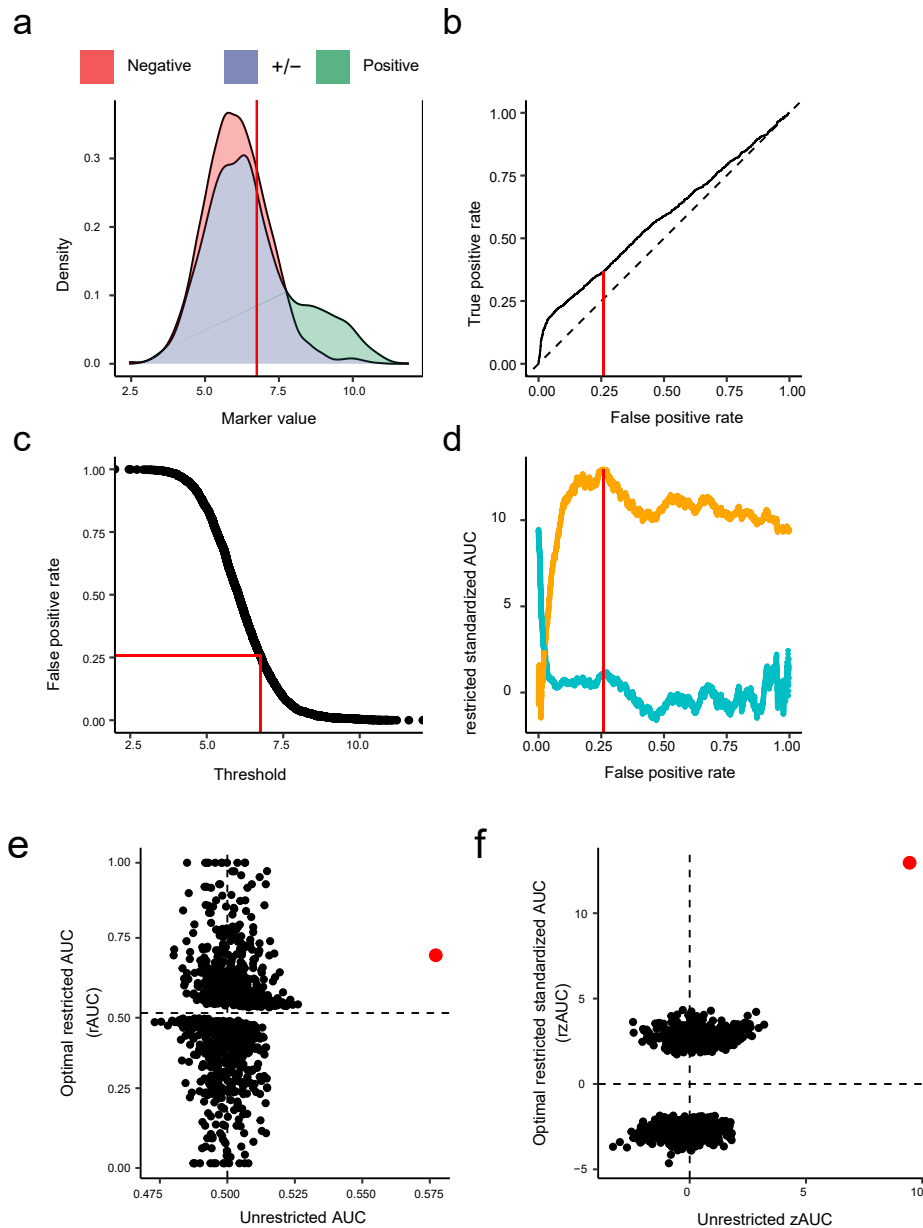 a
Negative
+/−
Positive
0.3
0.2
0.1
0.0
Density
2.5
5.0
7.5
10.0
Marker value
b
1.00
0.75
0.50
0.25
0.00
True positive rate
0.00
0.25
0.50
0.75
1.00
False positive rate
c
1.00
0.75
0.50
0.25
0.00
False positive rate
2.5
5.0
7.5
10.0
Threshold
d
10
5
0
restricted standardized AUC
0.00
0.25
0.50
0.75
1.00
False positive rate
e
1.00
0.75
0.50
0.25
0.00
Optimal restricted AUC
(rAUC)
0.475
0.500
0.525
0.550
0.575
Unrestricted AUC
f
10
5
0
−5
Optimal restricted standardized AUC
(rzAUC)
0
5
10
Unrestricted zAUC